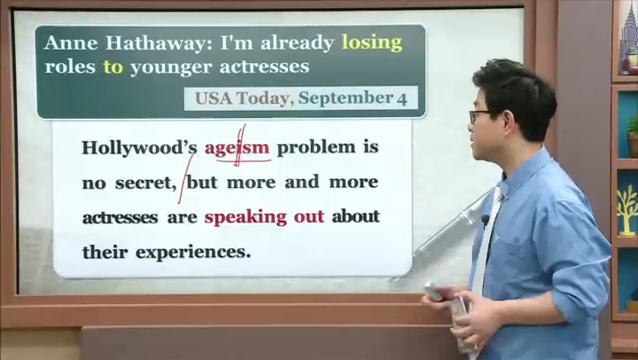 Anne Hathaway: I'm already losing
roles to younger actresses
USA Today, September 4
Hollywood's ageism problem is
no secret, but more and more
actresses are speaking out about
their experiences.